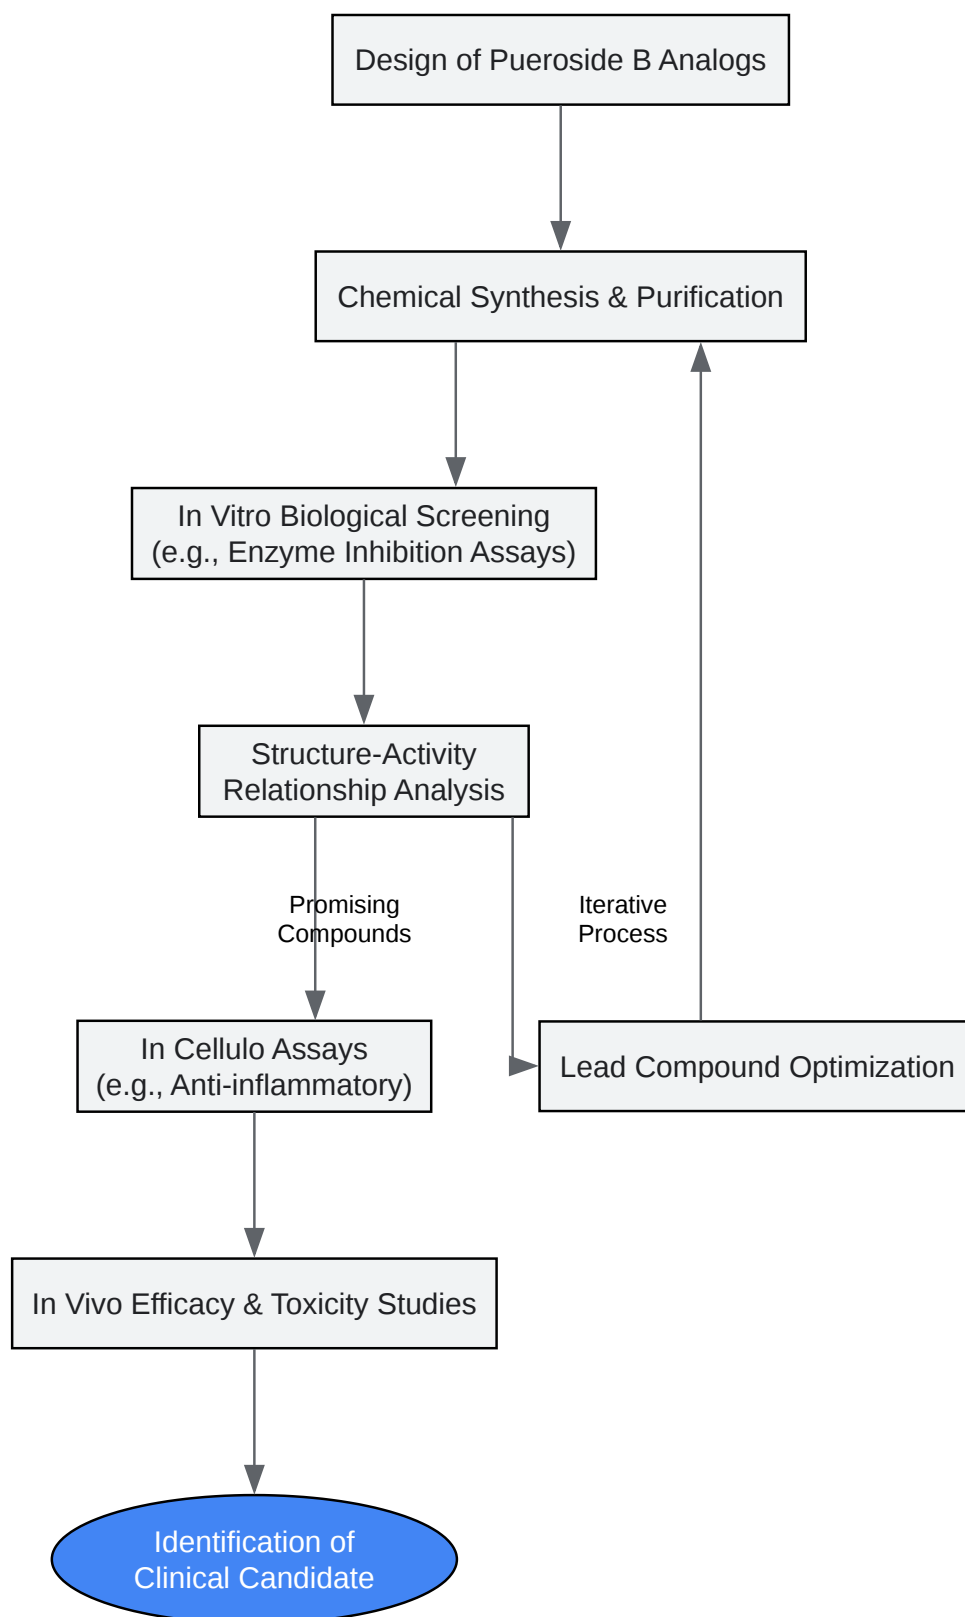 Design of Pueroside B Analogs
Chemical Synthesis & Purification
In Vitro Biological Screening
(e.g., Enzyme Inhibition Assays)
Structure-Activity
Relationship Analysis
Promising
Compounds
Iterative
Process
In Cellulo Assays
(e.g., Anti-inflammatory)
Lead Compound Optimization
In Vivo Efficacy & Toxicity Studies
Identification of
Clinical Candidate